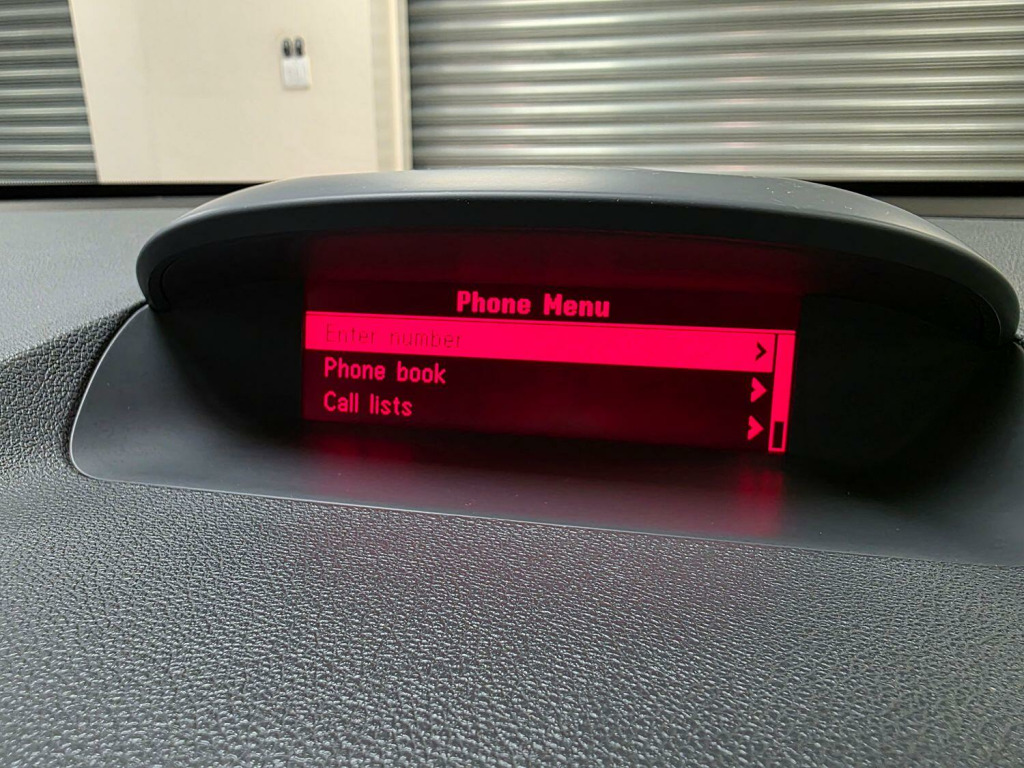 Phone Menu
Enter number
Phone book
Call lists